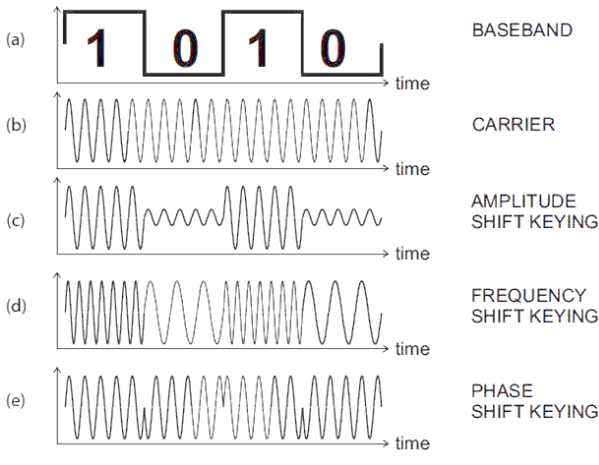 (a) 1 0 1 0 BASEBAND
time
(b) CARRIER
time
(c) AMPLITUDE
SHIFT KEYING
time
(d) FREQUENCY
SHIFT KEYING
time
(e) PHASE
SHIFT KEYING
time